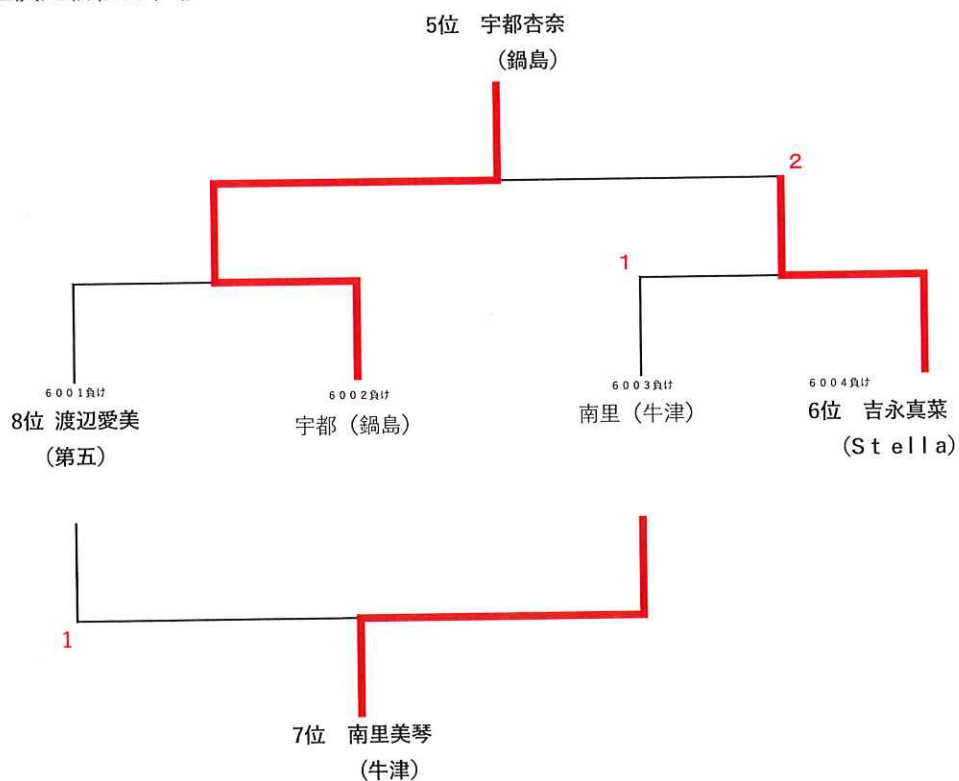 5位 宇都杏奈
(鍋島)
2
1
6001負け
6002負け
6003負け
6004負け
8位 渡辺愛美
(第五)
宇都(鍋島)
南里(牛津)
6位 吉永真菜
(Stella)
1
7位 南里美琴
(牛津)